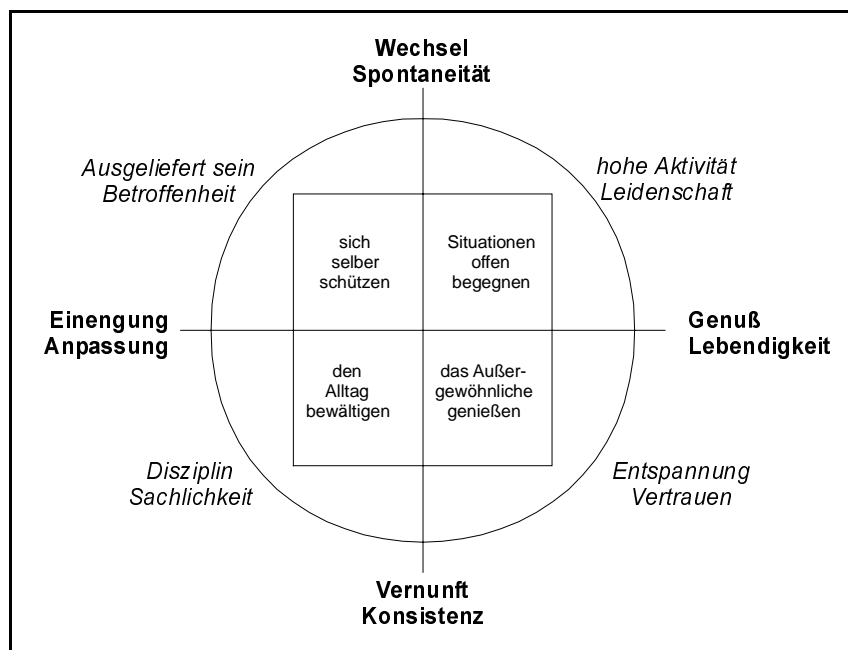 Wechsel
Spontaneität
Ausgeliefert sein
Betroffenheit
hohe Aktivität
Leidenschaft
sich
selber
schützen
Situationen
offen
begegnen
Einengung
Anpassung
Genuß
Lebendigkeit
den
Alltag
bewältigen
das Außer-
gewöhnliche
genießen
Disziplin
Sachlichkeit
Entspannung
Vertrauen
Vernunft
Konsistenz